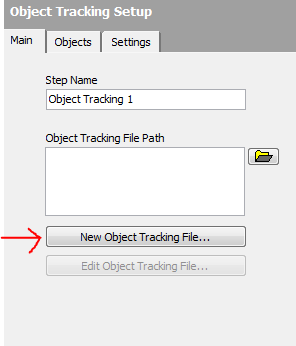 Object Tracking Setup
Main Objects Settings
Step Name
Object Tracking 1
Object Tracking File Path
New Object Tracking File...
Edit Object Tracking File...